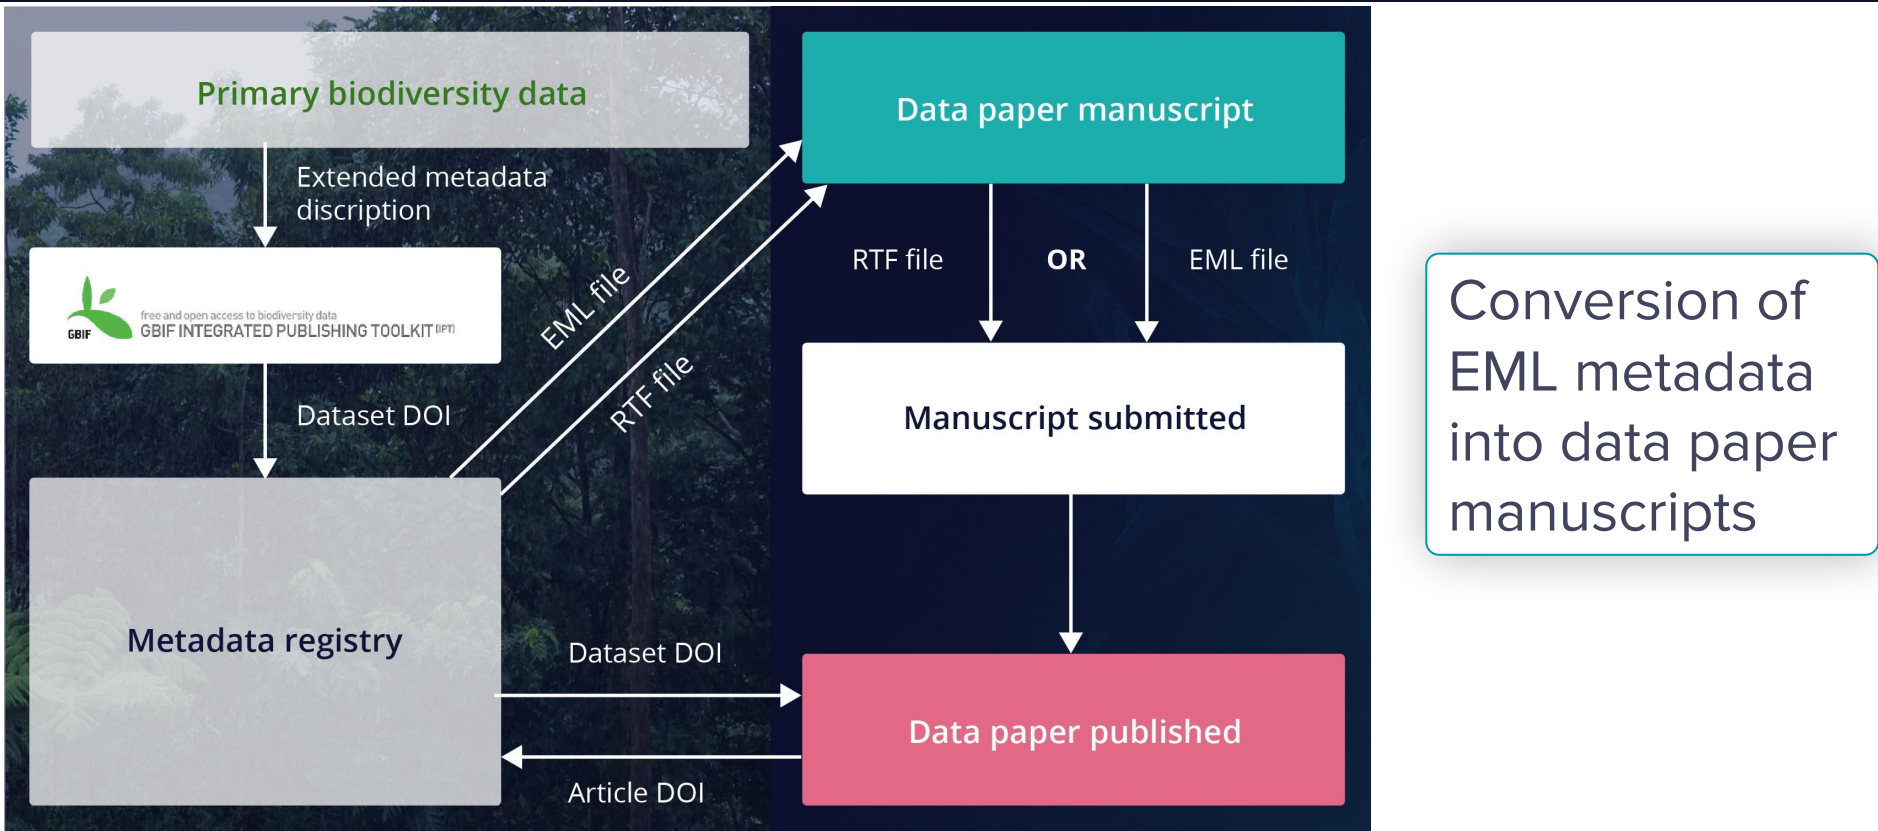 Primary biodiversity data
Extended metadata
discription
GBIF
free and open access to biodiversity data
GBIF INTEGRATED PUBLISHING TOOLKIT (IPT)
Dataset DOI
Metadata registry
EML file
RTF file
Dataset DOI
Article DOI
Data paper manuscript
RTF file
OR
EML file
Manuscript submitted
Data paper published
Conversion of
EML metadata
into data paper
manuscripts